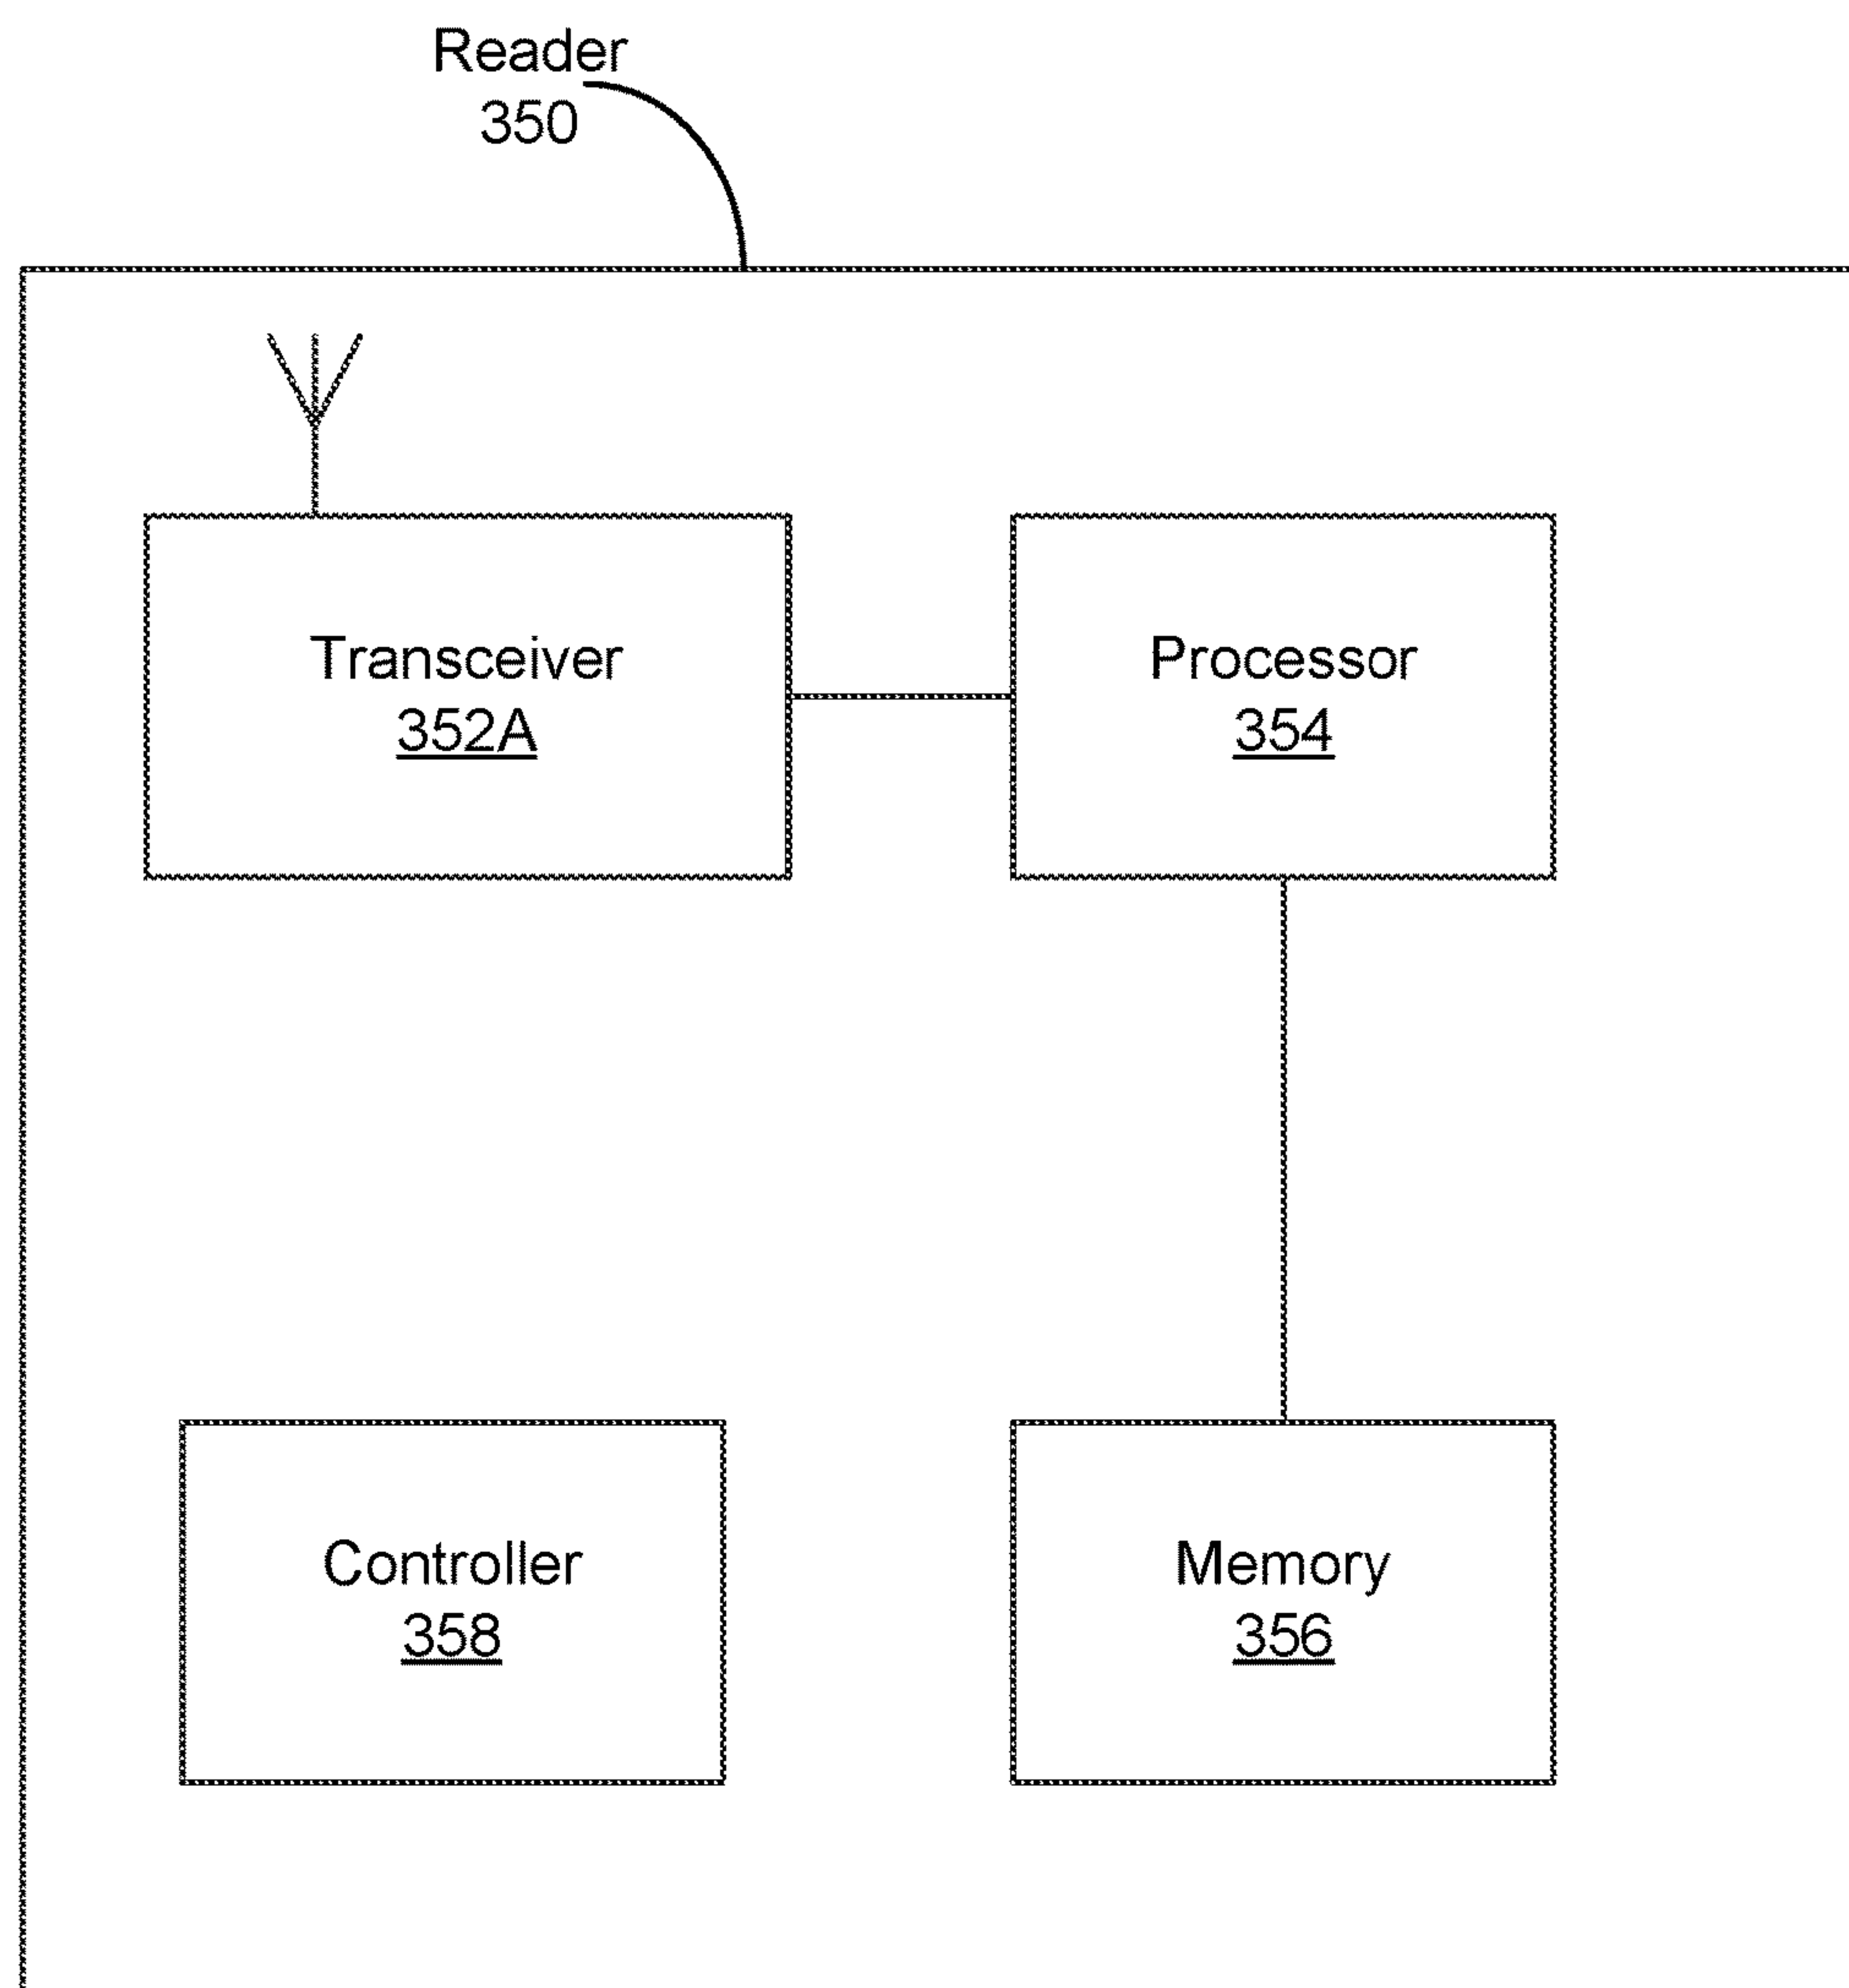 Reader
350
Transceiver
352A
Processor
354
Controller
358
Memory
356